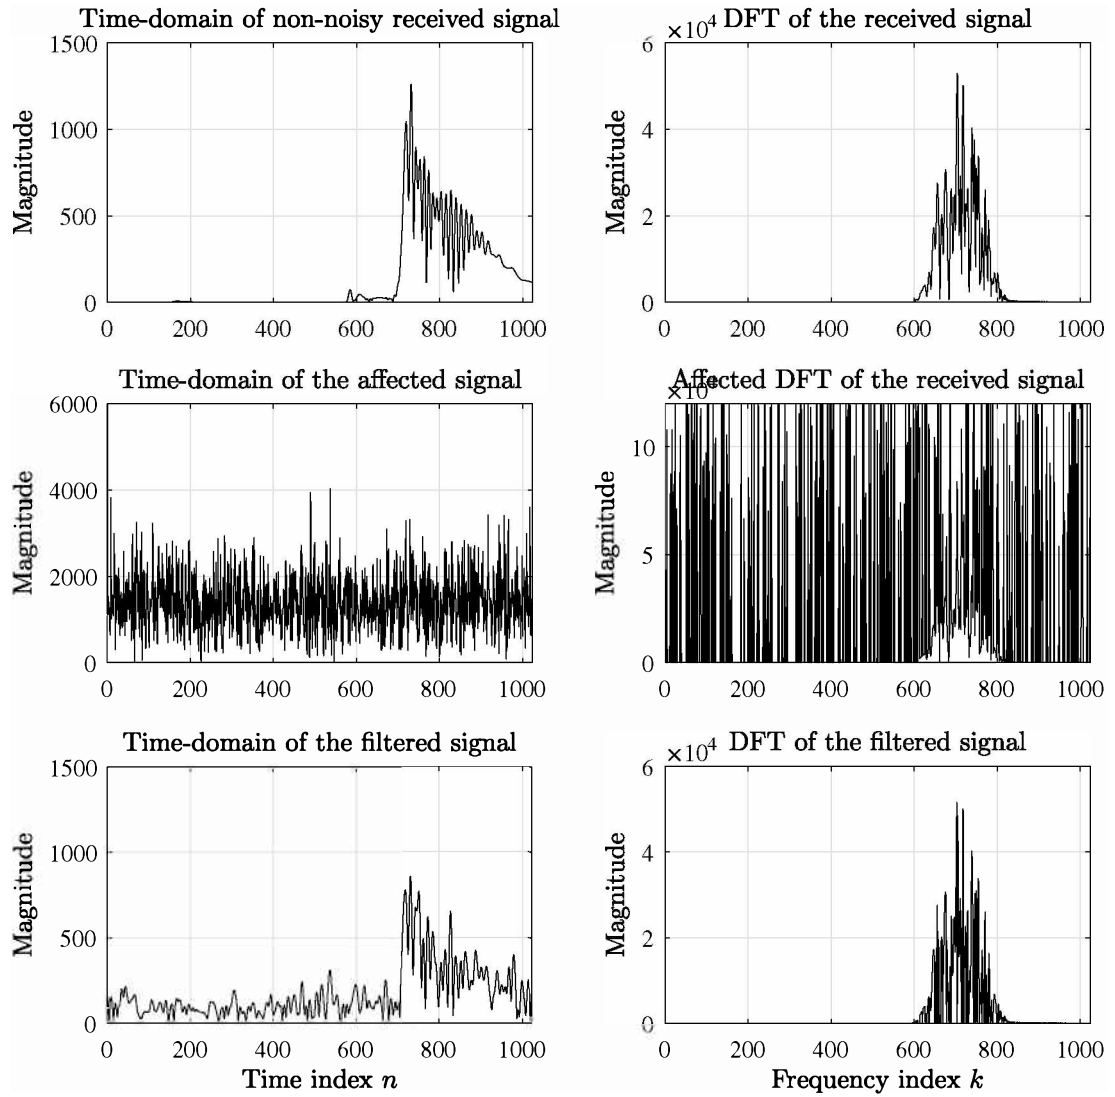 Time-domain of non-noisy received signal
1500
1000
500
0
Magnitude
0 200 400 600 800 1000
×10⁴ DFT of the received signal
6
4
2
0
Magnitude
0 200 400 600 800 1000
Time-domain of the affected signal
6000
4000
2000
0
Magnitude
0 200 400 600 800 1000
Affected DFT of the received signal
10
5
0
Magnitude
0 200 400 600 800 1000
Time-domain of the filtered signal
1500
1000
500
0
Magnitude
0 200 400 600 800 1000
Time index n
×10⁴ DFT of the filtered signal
6
4
2
0
Magnitude
0 200 400 600 800 1000
Frequency index k